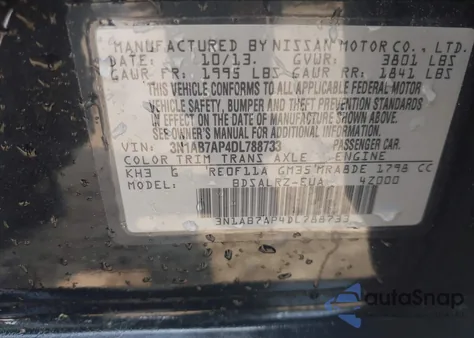 MANUFACTURED BY NISSAN MOTOR CO., LTD.
DATE: 10/13. GVWR: 3801 LBS
GAWR FR: 1995 LBS GAWR RR: 1841 LBS
THIS VEHICLE CONFORMS TO ALL APPLICABLE FEDERAL MOTOR
VEHICLE SAFETY, BUMPER AND THEFT PREVENTION STANDARDS
IN EFFECT ON THE DATE OF MANUFACTURE SHOWN ABOVE.
SEE OWNER'S MANUAL FOR ADDITIONAL INFORMATION
VIN: 3N1AB7AP4DL788733 PASSENGER CAR.
COLOR TRIM TRANS AXLE ENGINE
KH3 G RE0F11A GM35 MRA8DE 1798 CC
MODEL: BDSALRZ-EUA 4Z000
3N1AB7AP4DL788733
autoSnap